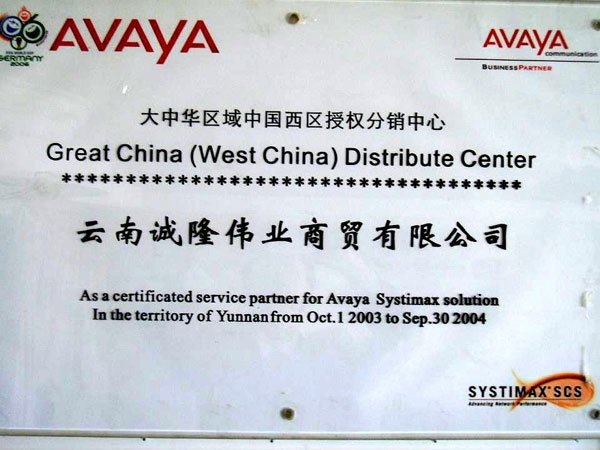 AVAYA
GERMANY
2006
AVAYA
communication
BUSINESSPARTNER
大中华区域中国西区授权分销中心
Great China (West China) Distribute Center
************************************
云南诚隆伟业商贸有限公司
As a certificated service partner for Avaya Systimax solution
In the territory of Yunnan from Oct.1 2003 to Sep.30 2004
SYSTIMAX® SCS
Advancing Network Performance